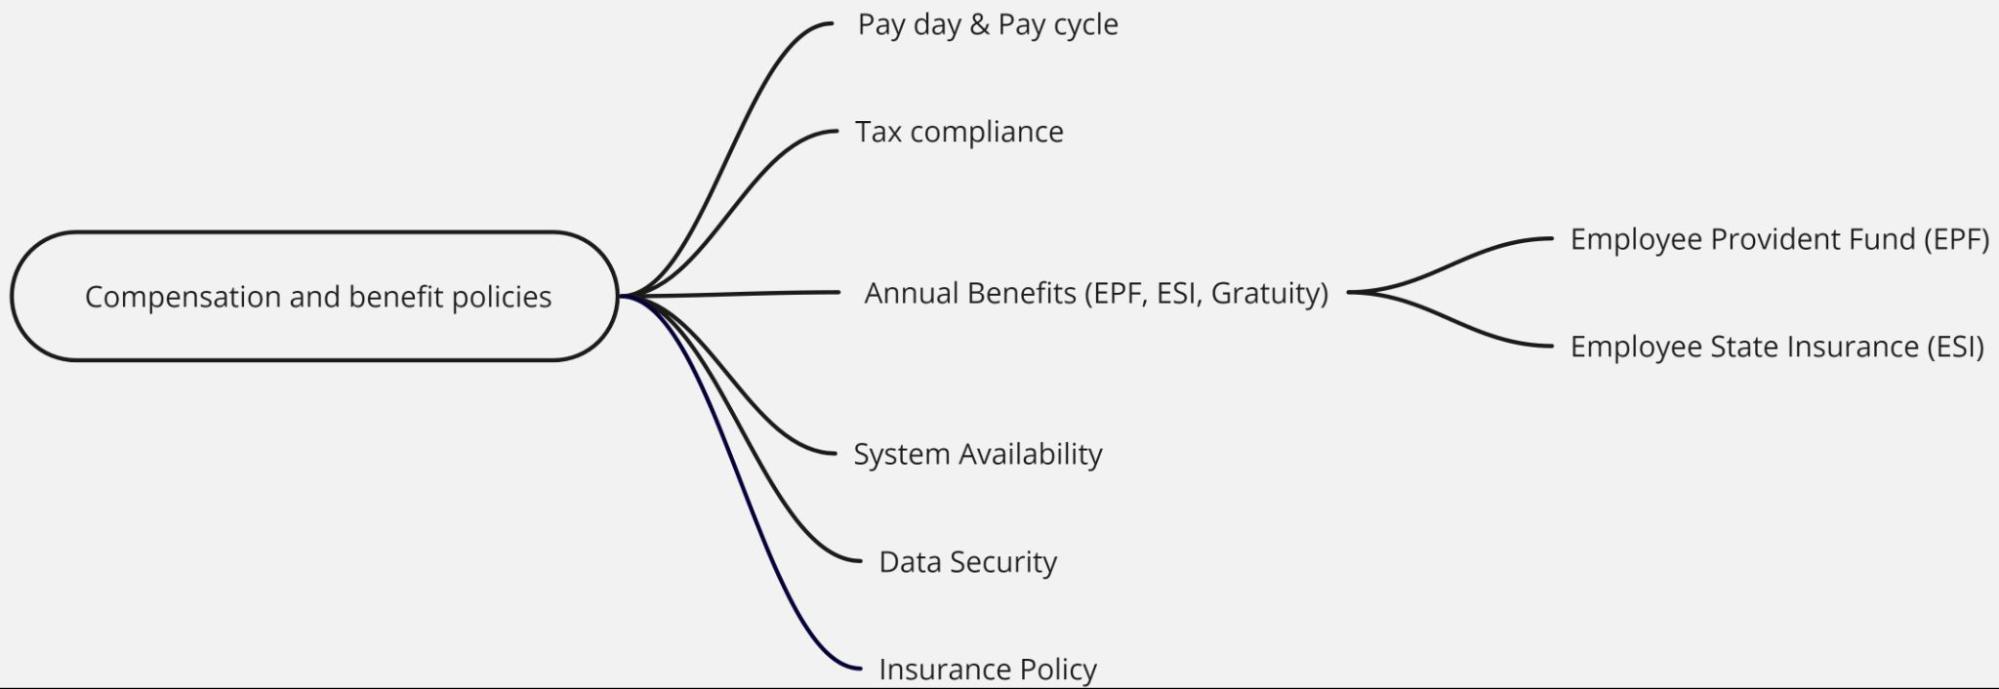 Pay day & Pay cycle
Tax compliance
Compensation and benefit policies
Annual Benefits (EPF, ESI, Gratuity)
Employee Provident Fund (EPF)
Employee State Insurance (ESI)
System Availability
Data Security
Insurance Policy